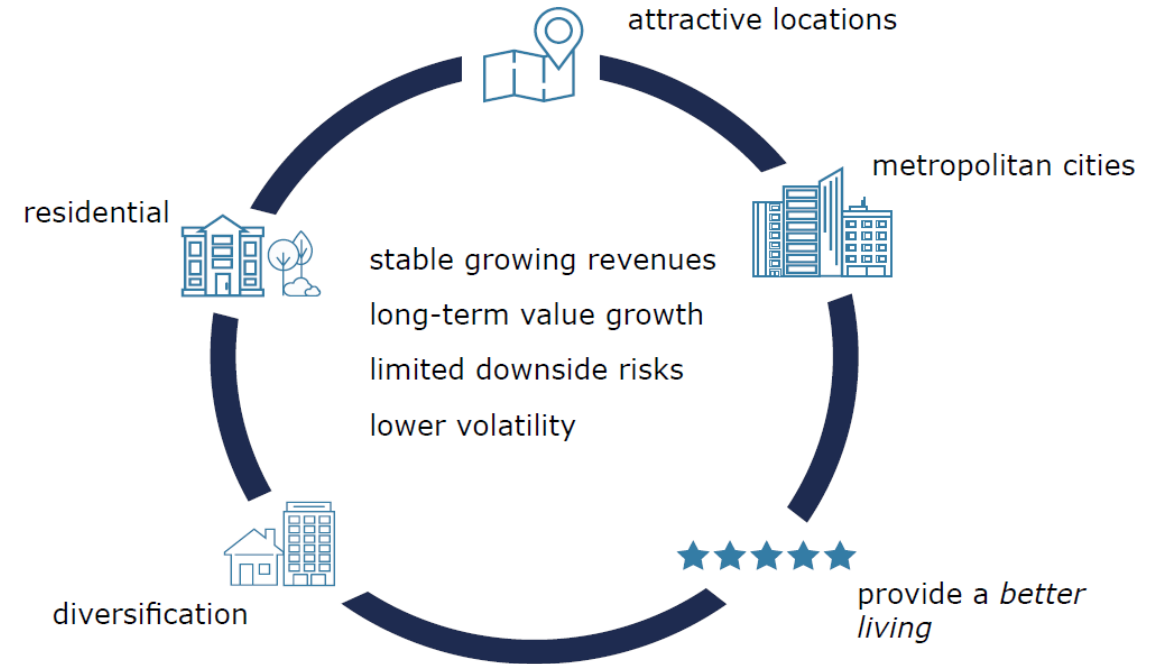 attractive locations
metropolitan cities
residential
stable growing revenues
long-term value growth
limited downside risks
lower volatility
provide a better
living
diversification